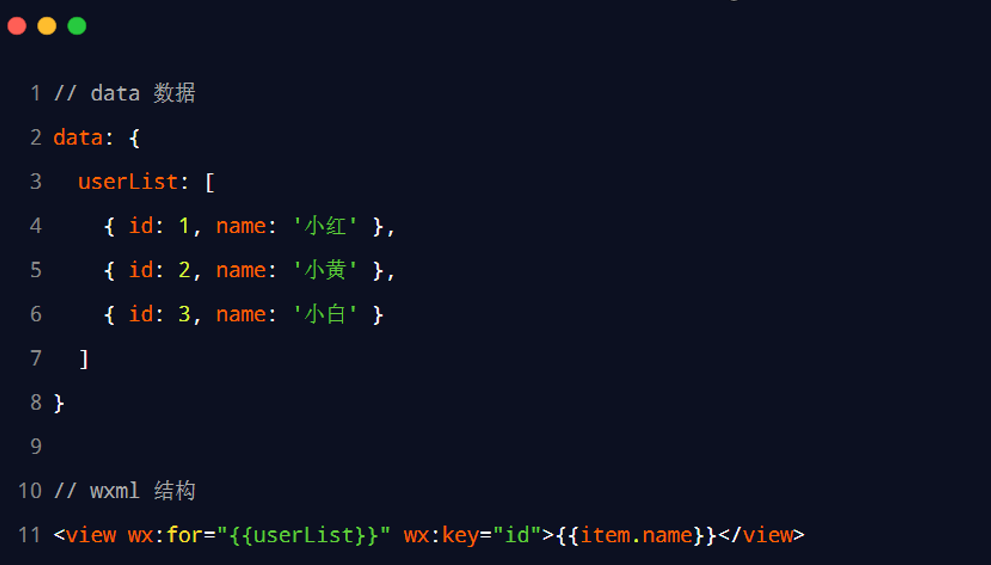 1 // data 数据
2 data: {
3   userList: [
4     { id: 1, name: '小红' },
5     { id: 2, name: '小黄' },
6     { id: 3, name: '小白' }
7   ]
8 }
9
10 // wxml 结构
11 <view wx:for="{{userList}}" wx:key="id">{{item.name}}</view>